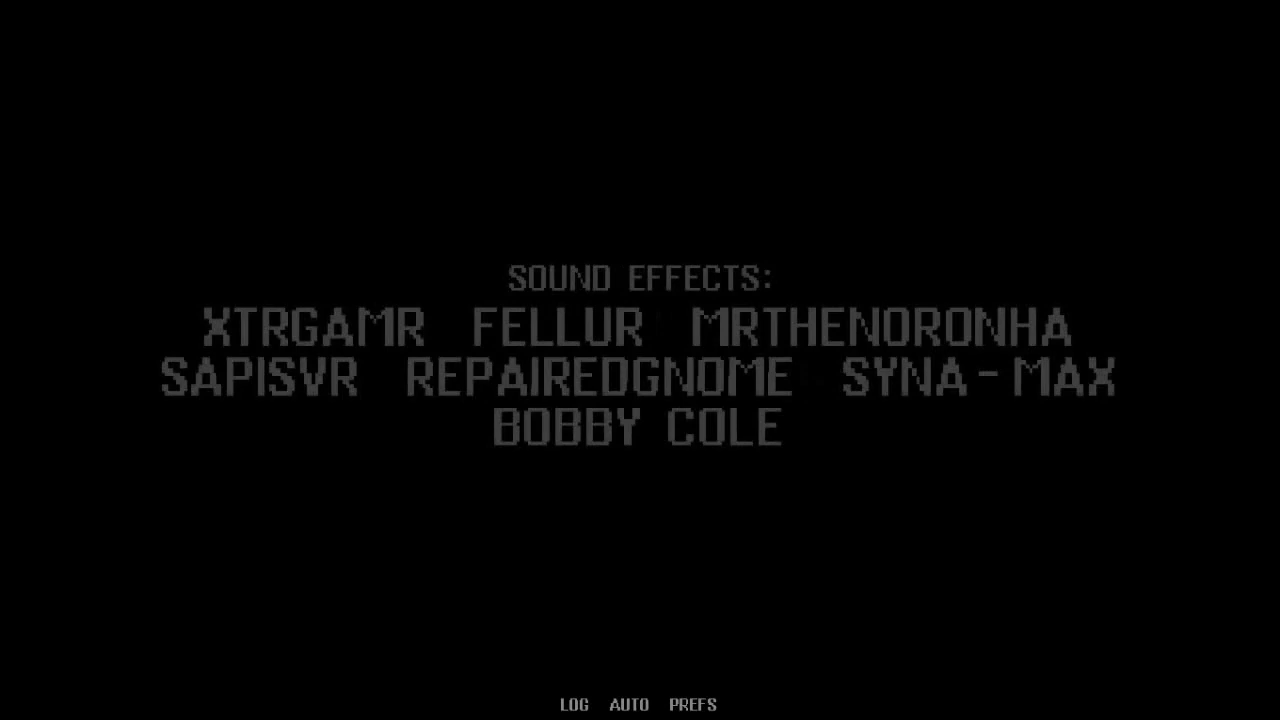 SOUND EFFECTS:
XTRGAMR FELLUR MRTHENORONHA
SAPISVR REPAIREDGNOME SYNA-MAX
BOBBY COLE
LOG AUTO PREFS